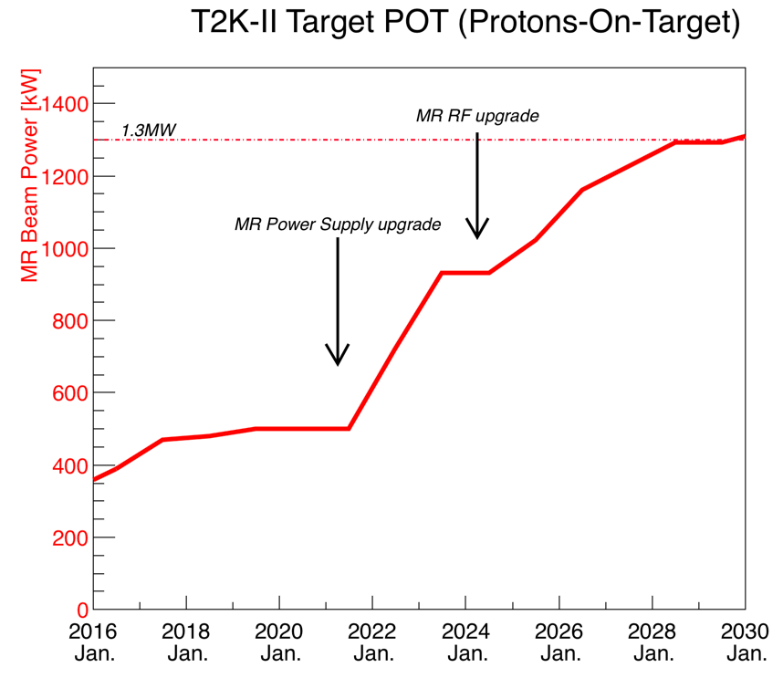 T2K-II Target POT (Protons-On-Target)
MR Beam Power [kW]
1400
1200
1000
800
600
400
200
0
1.3MW
MR RF upgrade
MR Power Supply upgrade
2016 2018 2020 2022 2024 2026 2028 2030
Jan. Jan. Jan. Jan. Jan. Jan. Jan. Jan.